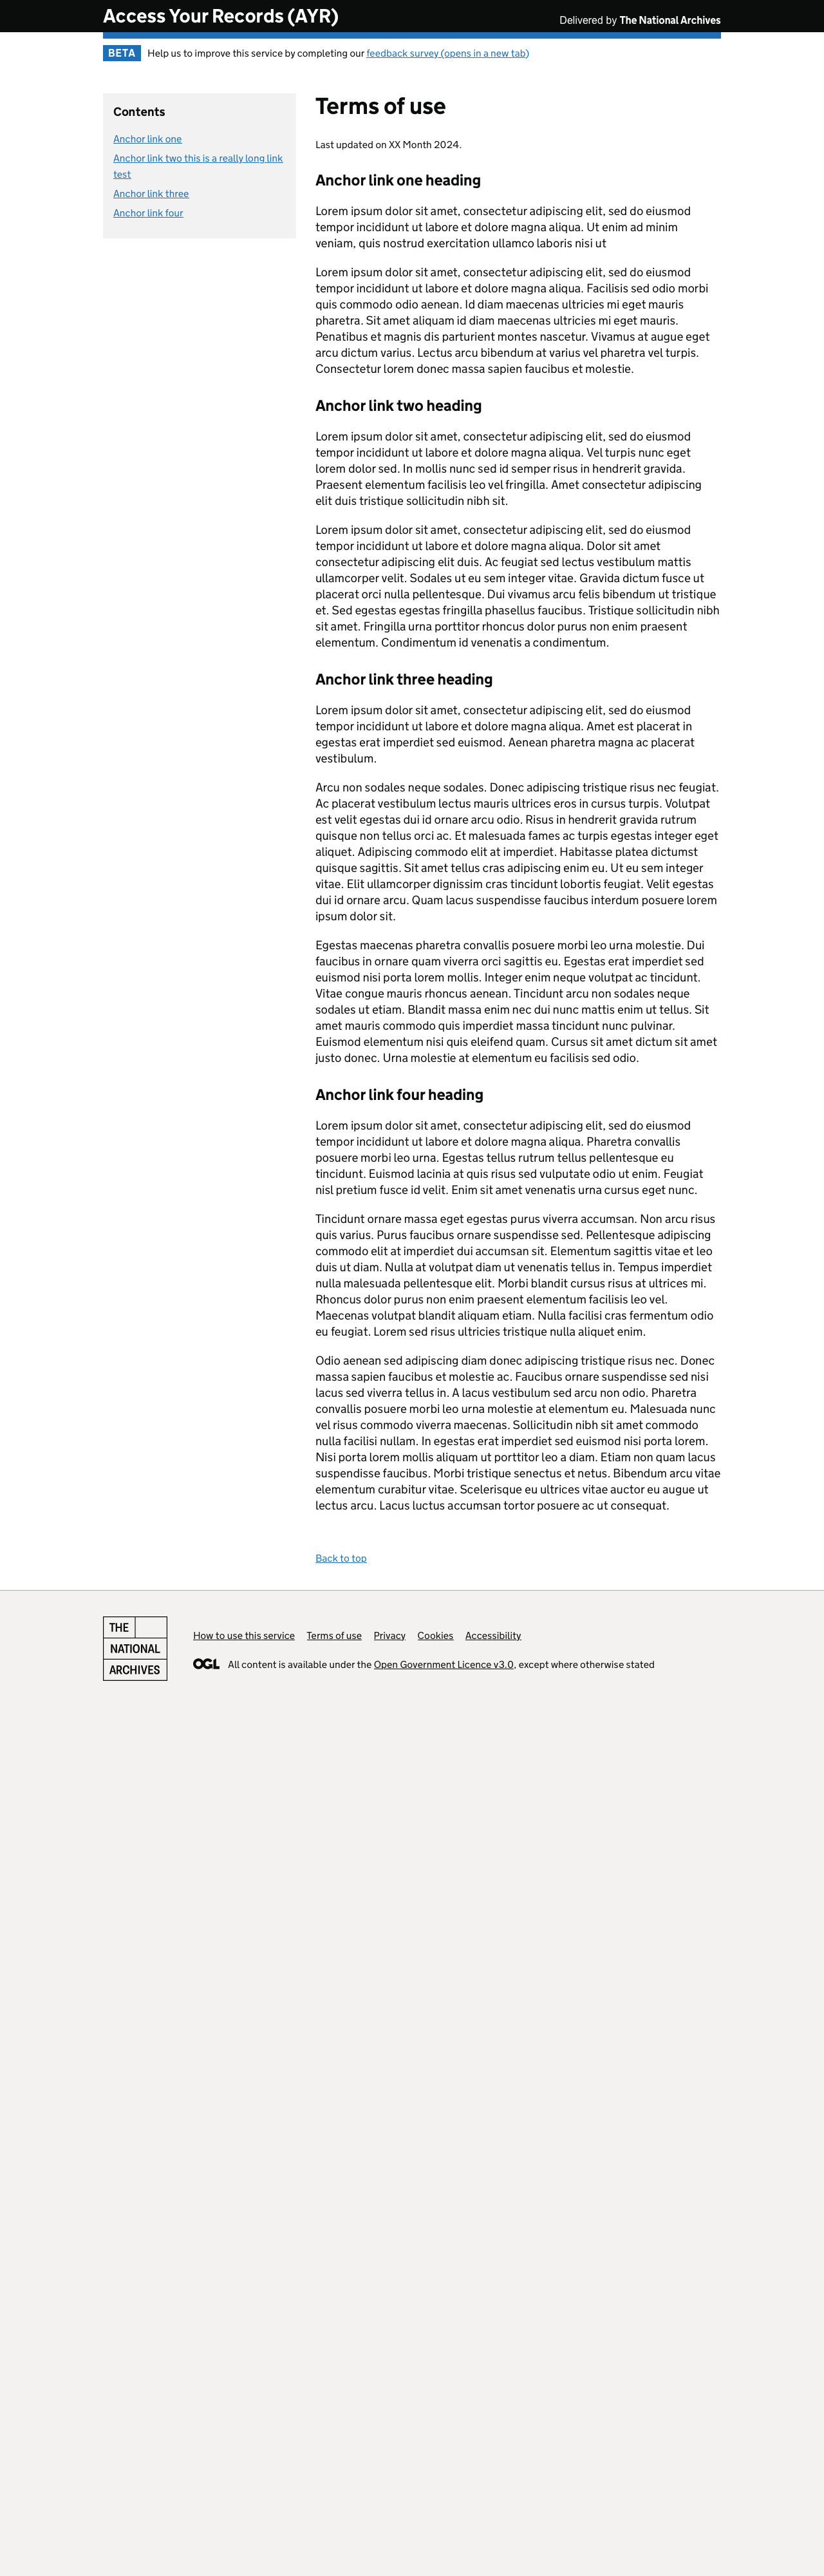 Access Your Records (AYR)
Delivered by The National Archives
BETA Help us to improve this service by completing our feedback survey (opens in a new tab)
Contents
Anchor link one
Anchor link two this is a really long link
test
Anchor link three
Anchor link four
Terms of use
Last updated on XX Month 2024.
Anchor link one heading
Lorem ipsum dolor sit amet, consectetur adipiscing elit, sed do eiusmod
tempor incididunt ut labore et dolore magna aliqua. Ut enim ad minim
veniam, quis nostrud exercitation ullamco laboris nisi ut
Lorem ipsum dolor sit amet, consectetur adipiscing elit, sed do eiusmod
tempor incididunt ut labore et dolore magna aliqua. Facilisis sed odio morbi
quis commodo odio aenean. Id diam maecenas ultricies mi eget mauris
pharetra. Sit amet aliquam id diam maecenas ultricies mi eget mauris.
Penatibus et magnis dis parturient montes nascetur. Vivamus at augue eget
arcu dictum varius. Lectus arcu bibendum at varius vel pharetra vel turpis.
Consectetur lorem donec massa sapien faucibus et molestie.
Anchor link two heading
Lorem ipsum dolor sit amet, consectetur adipiscing elit, sed do eiusmod
tempor incididunt ut labore et dolore magna aliqua. Vel turpis nunc eget
lorem dolor sed. In mollis nunc sed id semper risus in hendrerit gravida.
Praesent elementum facilisis leo vel fringilla. Amet consectetur adipiscing
elit duis tristique sollicitudin nibh sit.
Lorem ipsum dolor sit amet, consectetur adipiscing elit, sed do eiusmod
tempor incididunt ut labore et dolore magna aliqua. Dolor sit amet
consectetur adipiscing elit duis. Ac feugiat sed lectus vestibulum mattis
ullamcorper velit. Sodales ut eu sem integer vitae. Gravida dictum fusce ut
placerat orci nulla pellentesque. Dui vivamus arcu felis bibendum ut tristique
et. Sed egestas egestas fringilla phasellus faucibus. Tristique sollicitudin nibh
sit amet. Fringilla urna porttitor rhoncus dolor purus non enim praesent
elementum. Condimentum id venenatis a condimentum.
Anchor link three heading
Lorem ipsum dolor sit amet, consectetur adipiscing elit, sed do eiusmod
tempor incididunt ut labore et dolore magna aliqua. Amet est placerat in
egestas erat imperdiet sed euismod. Aenean pharetra magna ac placerat
vestibulum.
Arcu non sodales neque sodales. Donec adipiscing tristique risus nec feugiat.
Ac placerat vestibulum lectus mauris ultrices eros in cursus turpis. Volutpat
est velit egestas dui id ornare arcu odio. Risus in hendrerit gravida rutrum
quisque non tellus orci ac. Et malesuada fames ac turpis egestas integer eget
aliquet. Adipiscing commodo elit at imperdiet. Habitasse platea dictumst
quisque sagittis. Sit amet tellus cras adipiscing enim eu. Ut eu sem integer
vitae. Elit ullamcorper dignissim cras tincidunt lobortis feugiat. Velit egestas
dui id ornare arcu. Quam lacus suspendisse faucibus interdum posuere lorem
ipsum dolor sit.
Egestas maecenas pharetra convallis posuere morbi leo urna molestie. Dui
faucibus in ornare quam viverra orci sagittis eu. Egestas erat imperdiet sed
euismod nisi porta lorem mollis. Integer enim neque volutpat ac tincidunt.
Vitae congue mauris rhoncus aenean. Tincidunt arcu non sodales neque
sodales ut etiam. Blandit massa enim nec dui nunc mattis enim ut tellus. Sit
amet mauris commodo quis imperdiet massa tincidunt nunc pulvinar.
Euismod elementum nisi quis eleifend quam. Cursus sit amet dictum sit amet
justo donec. Urna molestie at elementum eu facilisis sed odio.
Anchor link four heading
Lorem ipsum dolor sit amet, consectetur adipiscing elit, sed do eiusmod
tempor incididunt ut labore et dolore magna aliqua. Pharetra convallis
posuere morbi leo urna. Egestas tellus rutrum tellus pellentesque eu
tincidunt. Euismod lacinia at quis risus sed vulputate odio ut enim. Feugiat
nisl pretium fusce id velit. Enim sit amet venenatis urna cursus eget nunc.
Tincidunt ornare massa eget egestas purus viverra accumsan. Non arcu risus
quis varius. Purus faucibus ornare suspendisse sed. Pellentesque adipiscing
commodo elit at imperdiet dui accumsan sit. Elementum sagittis vitae et leo
duis ut diam. Nulla at volutpat diam ut venenatis tellus in. Tempus imperdiet
nulla malesuada pellentesque elit. Morbi blandit cursus risus at ultrices mi.
Rhoncus dolor purus non enim praesent elementum facilisis leo vel.
Maecenas volutpat blandit aliquam etiam. Nulla facilisi cras fermentum odio
eu feugiat. Lorem sed risus ultricies tristique nulla aliquet enim.
Odio aenean sed adipiscing diam donec adipiscing tristique risus nec. Donec
massa sapien faucibus et molestie ac. Faucibus ornare suspendisse sed nisi
lacus sed viverra tellus in. A lacus vestibulum sed arcu non odio. Pharetra
convallis posuere morbi leo urna molestie at elementum eu. Malesuada nunc
vel risus commodo viverra maecenas. Sollicitudin nibh sit amet commodo
nulla facilisi nullam. In egestas erat imperdiet sed euismod nisi porta lorem.
Nisi porta lorem mollis aliquam ut porttitor leo a diam. Etiam non quam lacus
suspendisse faucibus. Morbi tristique senectus et netus. Bibendum arcu vitae
elementum curabitur vitae. Scelerisque eu ultrices vitae auctor eu augue ut
lectus arcu. Lacus luctus accumsan tortor posuere ac ut consequat.
Back to top
THE
NATIONAL
ARCHIVES
How to use this service Terms of use Privacy Cookies Accessibility
OGL All content is available under the Open Government Licence v3.0, except where otherwise stated